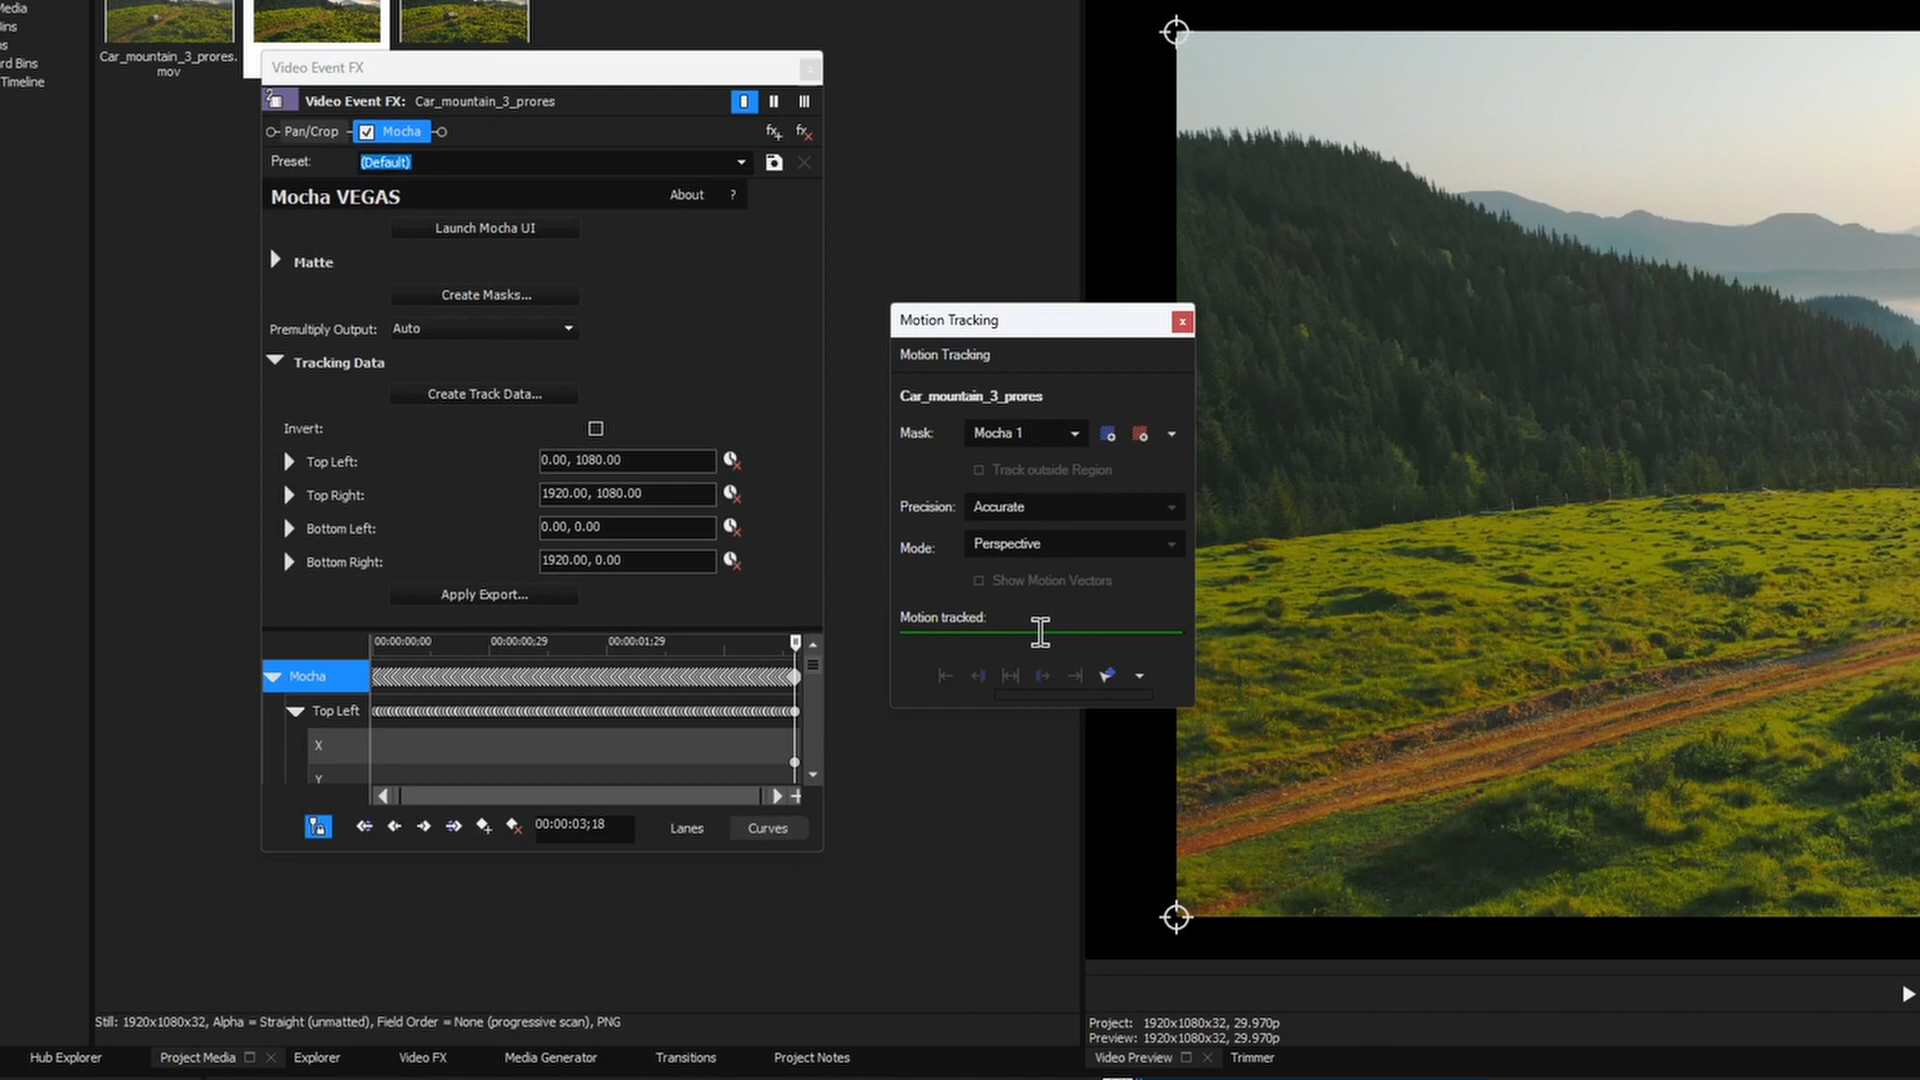 Media
ins
s
rd Bins
Timeline
Car_mountain_3_prores.
mov
Video Event FX
x
2
Video Event FX: Car_mountain_3_prores
Pan/Crop
Mocha
fx+
fx×
Preset:
(Default)
Mocha VEGAS
About
?
Launch Mocha UI
Matte
Create Masks...
Premultiply Output:
Auto
Tracking Data
Create Track Data...
Invert:
Top Left:
0.00, 1080.00
Top Right:
1920.00, 1080.00
Bottom Left:
0.00, 0.00
Bottom Right:
1920.00, 0.00
Apply Export...
00:00:00;00
00:00:00;29
00:00:01;29
Mocha
Top Left
X
Y
00:00:03;18
Lanes
Curves
Motion Tracking
x
Motion Tracking
Car_mountain_3_prores
Mask:
Mocha 1
Track outside Region
Precision:
Accurate
Mode:
Perspective
Show Motion Vectors
Motion tracked:
Still: 1920x1080x32, Alpha = Straight (unmatted), Field Order = None (progressive scan), PNG
Project: 1920x1080x32, 29.970p
Preview: 1920x1080x32, 29.970p
Hub Explorer
Project Media
Explorer
Video FX
Media Generator
Transitions
Project Notes
Video Preview
Trimmer